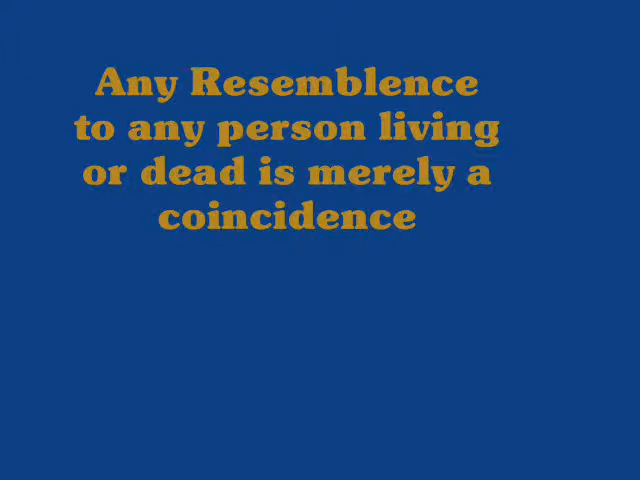 Any Resemblence
to any person living
or dead is merely a
coincidence